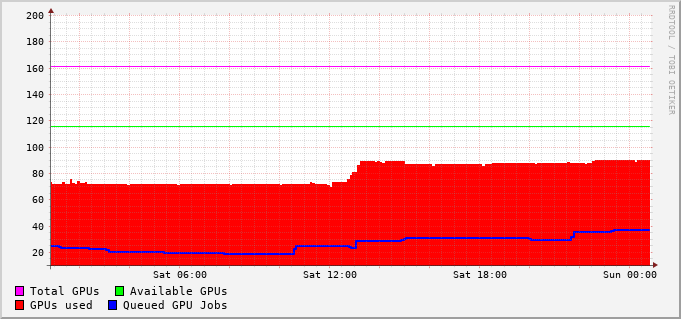 200
180
160
140
120
100
80
60
40
20
Sat 06:00 Sat 12:00 Sat 18:00 Sun 00:00
Total GPUs Available GPUs
GPUs used Queued GPU Jobs
RRDTOOL / TOBI OETIKER